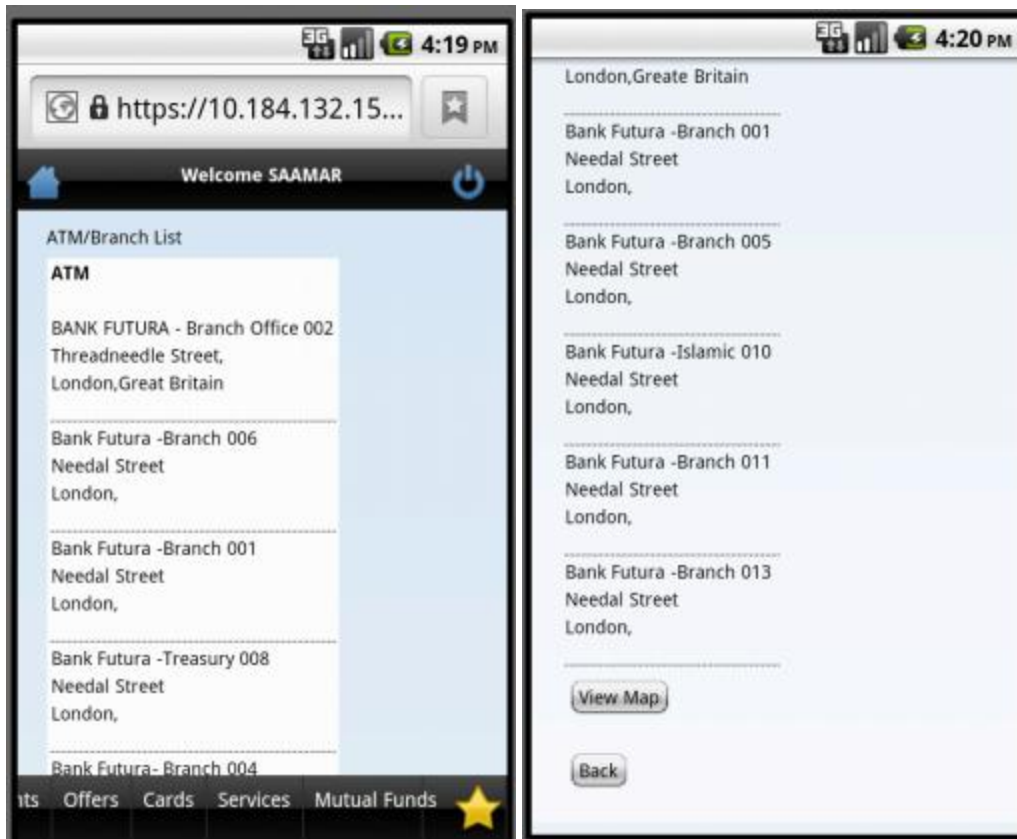 3G 4:19 PM
https://10.184.132.15...
Welcome SAAMAR
ATM/Branch List
ATM
BANK FUTURA - Branch Office 002
Threadneedle Street,
London,Great Britain
Bank Futura -Branch 006
Needal Street
London,
Bank Futura -Branch 001
Needal Street
London,
Bank Futura -Treasury 008
Needal Street
London,
Bank Futura- Branch 004
nts Offers Cards Services Mutual Funds
3G 4:20 PM
London,Greate Britain
Bank Futura -Branch 001
Needal Street
London,
Bank Futura -Branch 005
Needal Street
London,
Bank Futura -Islamic 010
Needal Street
London,
Bank Futura -Branch 011
Needal Street
London,
Bank Futura -Branch 013
Needal Street
London,
View Map
Back